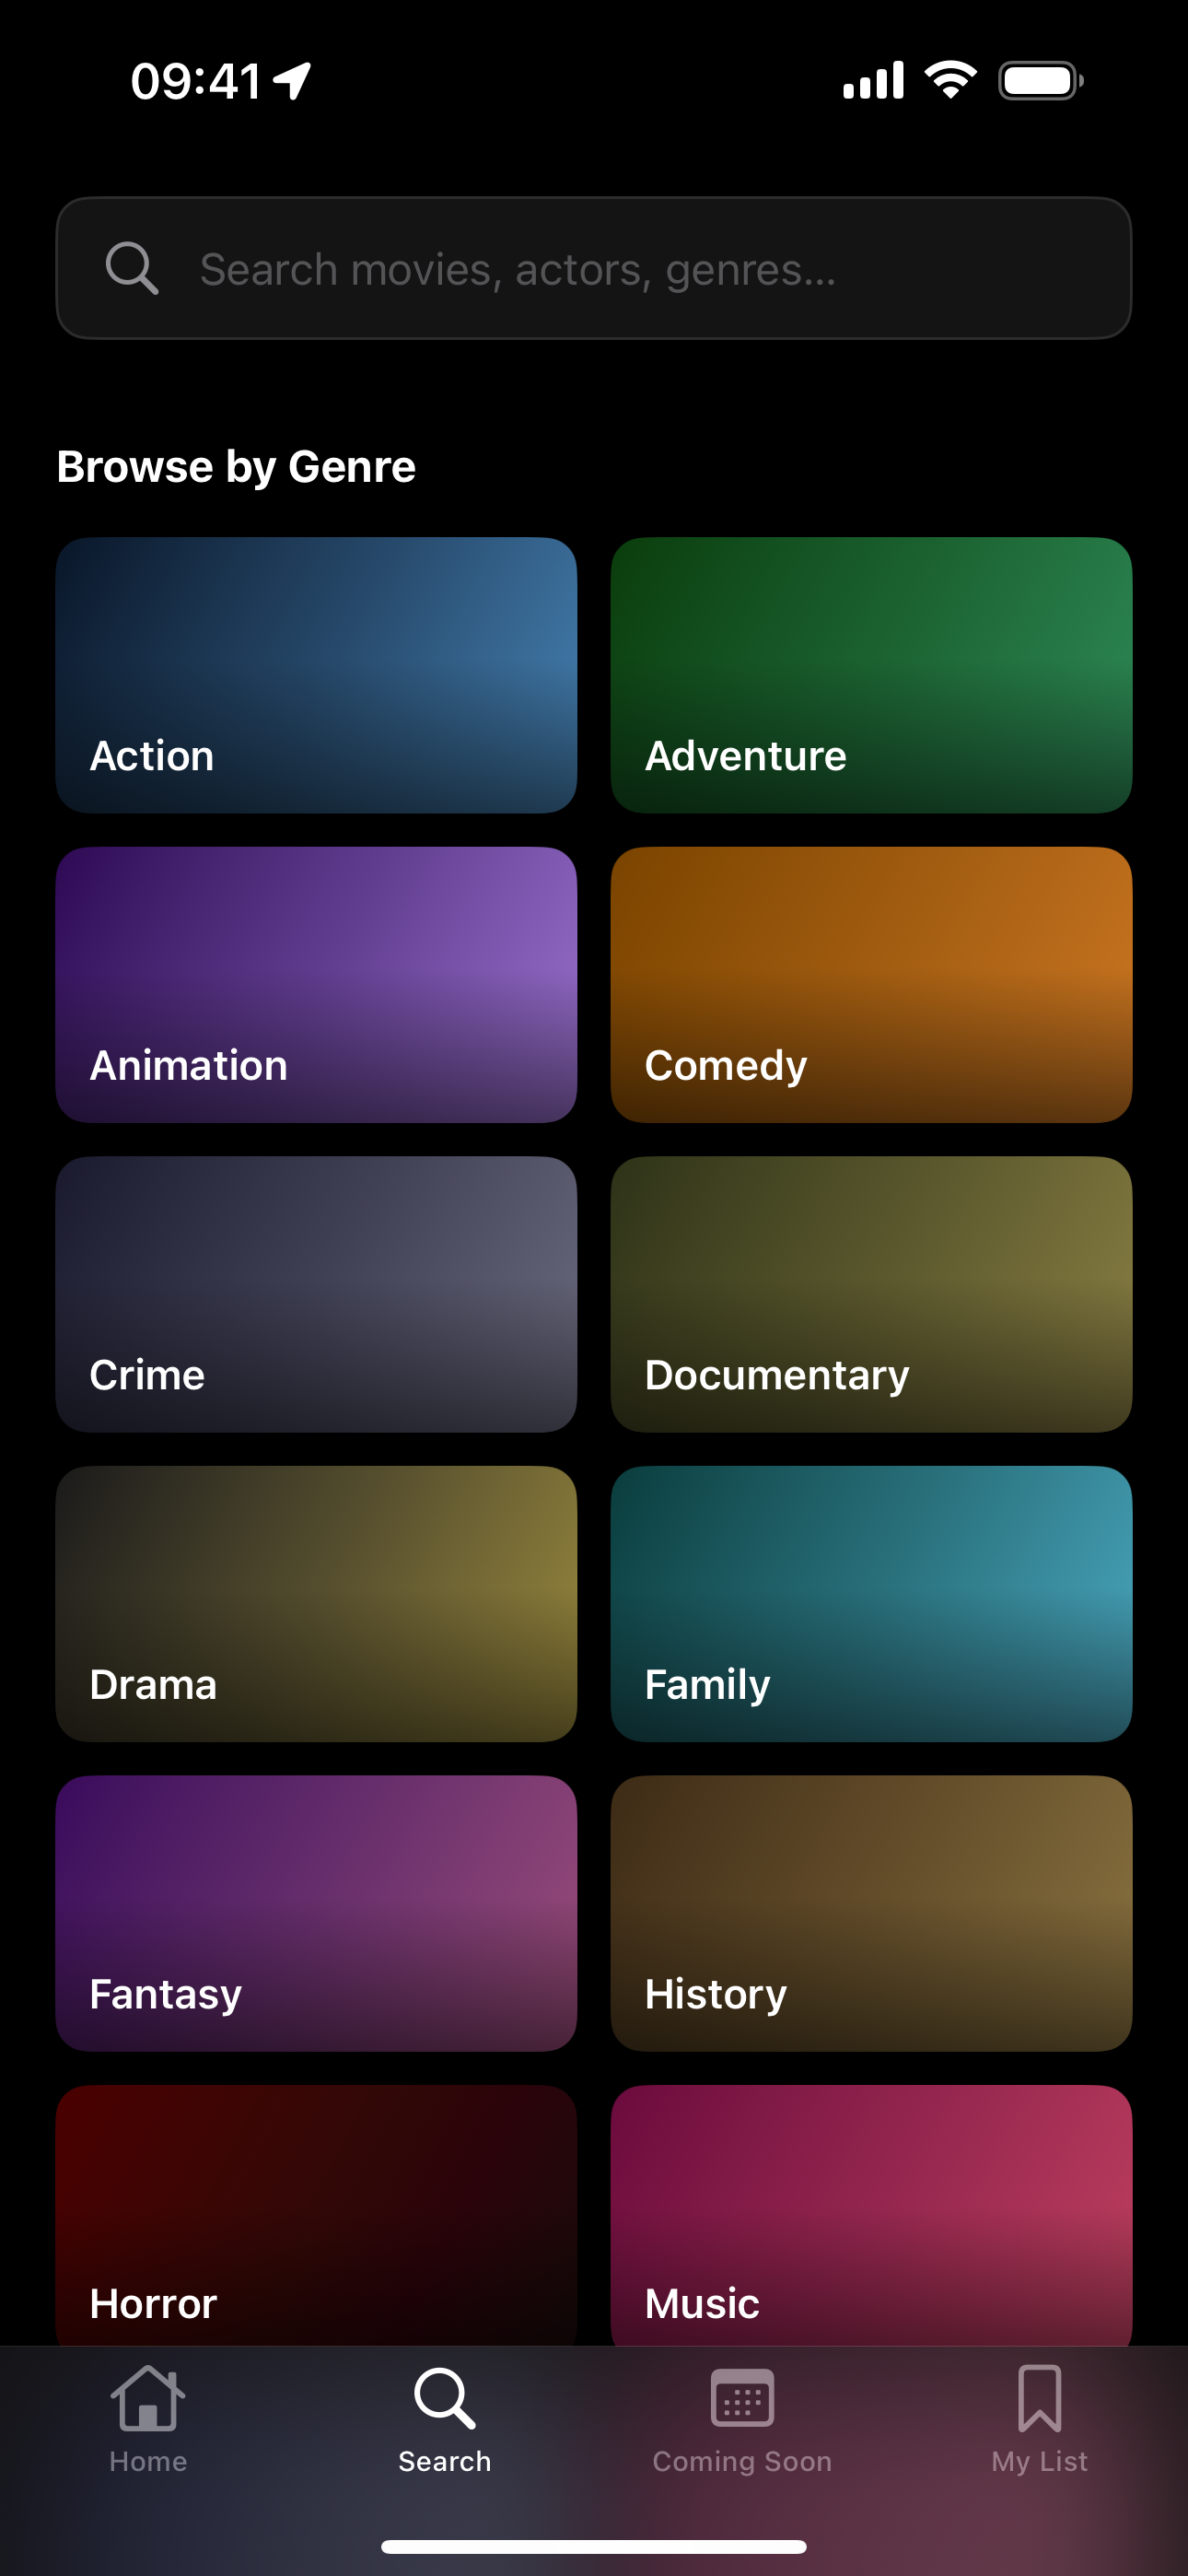 09:41
Search movies, actors, genres...
Browse by Genre
Action
Adventure
Animation
Comedy
Crime
Documentary
Drama
Family
Fantasy
History
Horror
Music
Home
Search
Coming Soon
My List